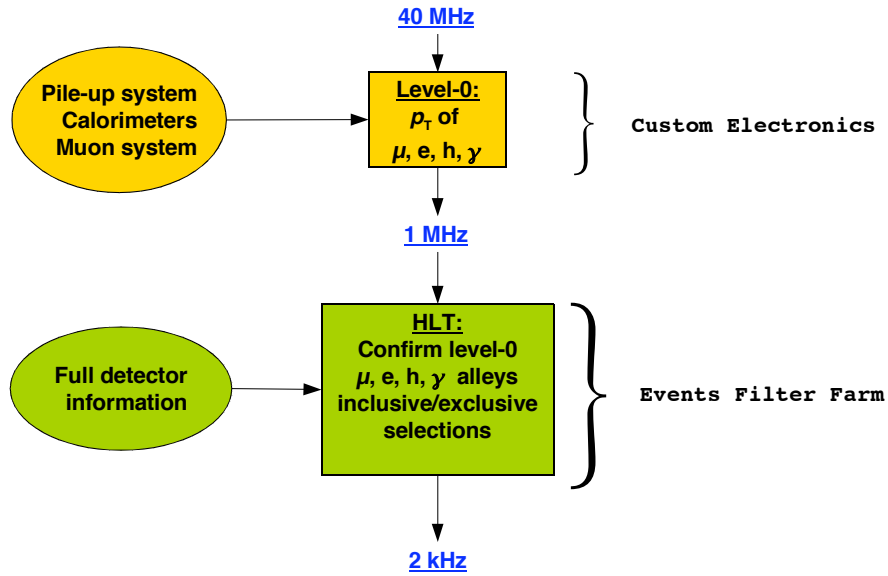 40 MHz
Pile-up system
Calorimeters
Muon system
Level-0:
pT of
μ, e, h, γ
Custom Electronics
1 MHz
Full detector
information
HLT:
Confirm level-0
μ, e, h, γ alleys
inclusive/exclusive
selections
Events Filter Farm
2 kHz